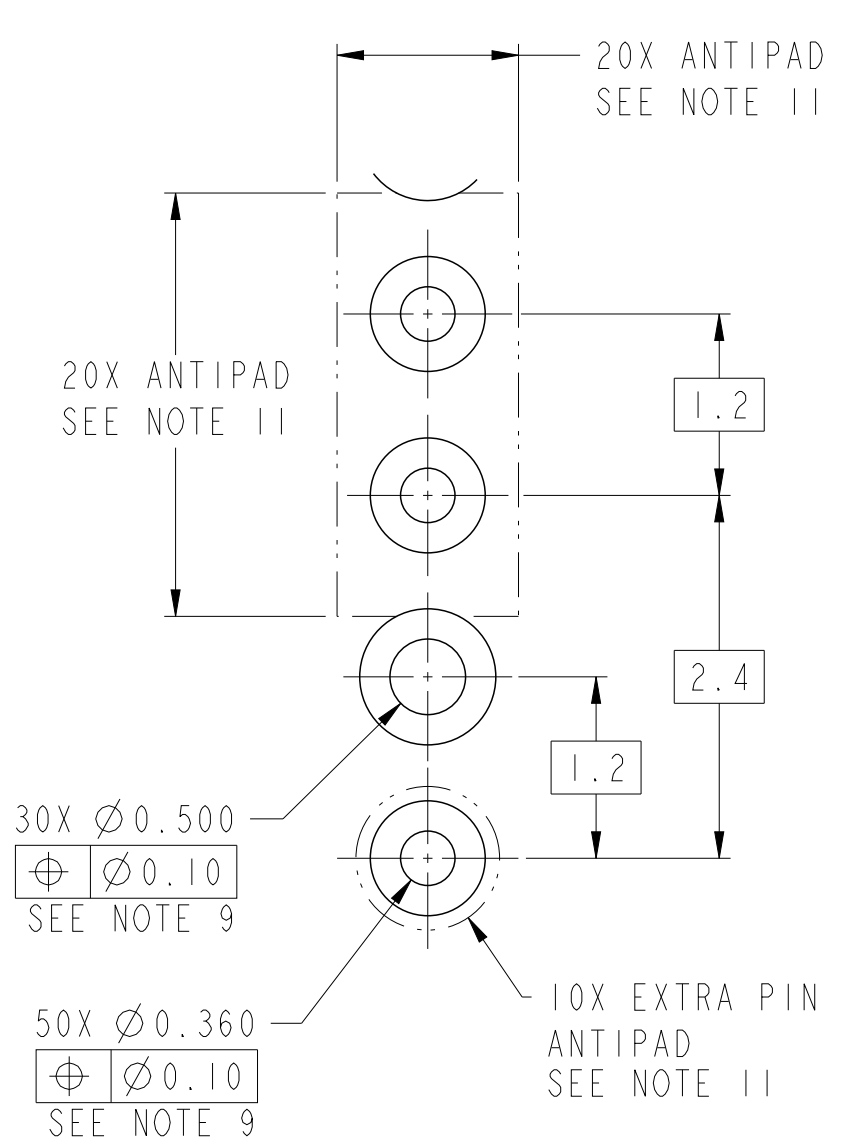 20X ANTIPAD
SEE NOTE 11
20X ANTIPAD
SEE NOTE 11
1.2
2.4
1.2
30X Ø0.500
⌖ Ø0.10
SEE NOTE 9
50X Ø0.360
⌖ Ø0.10
SEE NOTE 9
10X EXTRA PIN
ANTIPAD
SEE NOTE 11